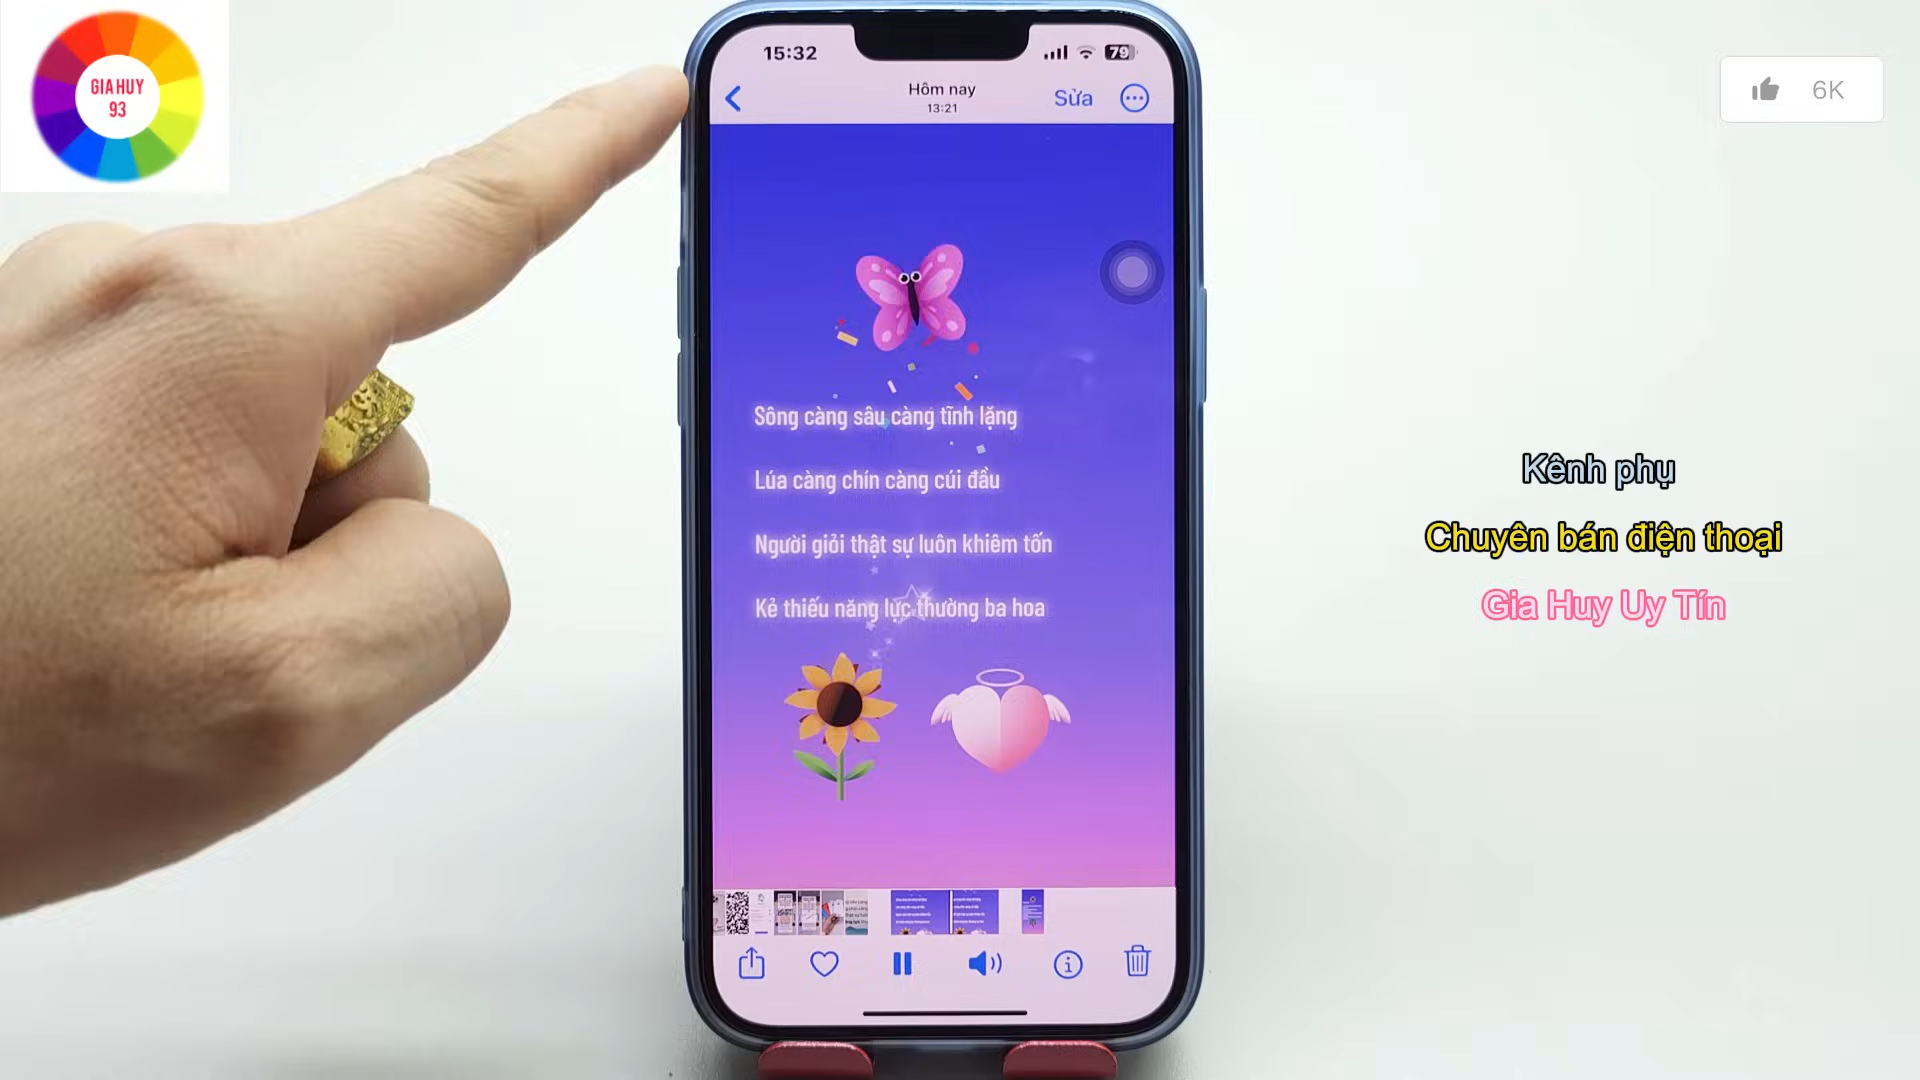 GIA HUY
93
15:32
79
Hôm nay
13:21
Sửa
6K
Sông càng sâu càng tĩnh lặng
Lúa càng chín càng cúi đầu
Người giỏi thật sự luôn khiêm tốn
Kẻ thiếu năng lực thường ba hoa
Kênh phụ
Chuyên bán điện thoại
Gia Huy Uy Tín